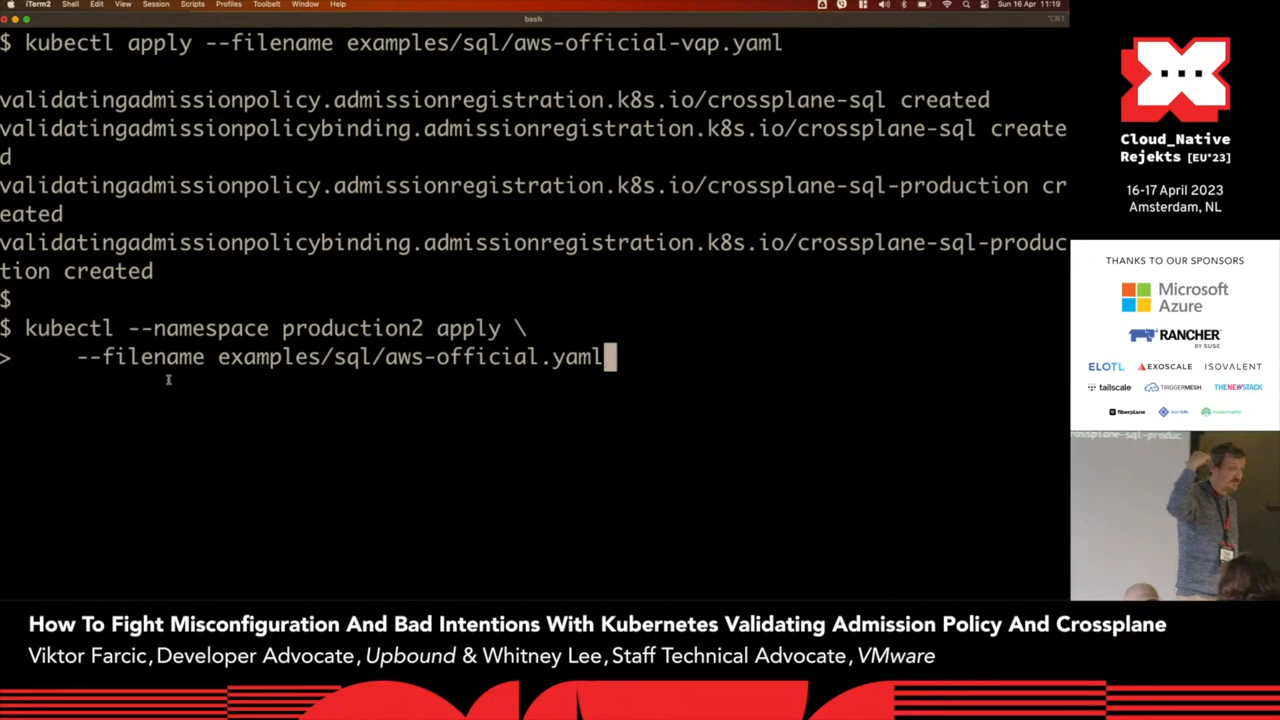 iTerm2 Shell Edit View Session Scripts Profiles Toolbelt Window Help Sun 16 Apr 11:19
bash
$ kubectl apply --filename examples/sql/aws-official-vap.yaml
validatingadmissionpolicy.admissionregistration.k8s.io/crossplane-sql created
validatingadmissionpolicybinding.admissionregistration.k8s.io/crossplane-sql create
d
validatingadmissionpolicy.admissionregistration.k8s.io/crossplane-sql-production cr
eated
validatingadmissionpolicybinding.admissionregistration.k8s.io/crossplane-sql-produc
tion created
$
$ kubectl --namespace production2 apply \
> --filename examples/sql/aws-official.yaml
Cloud_Native
Rejekts [EU*23]
16-17 April 2023
Amsterdam, NL
THANKS TO OUR SPONSORS
Microsoft
Azure
RANCHER
BY SUSE
ELOTL EXOSCALE ISOVALENT
tailscale TRIGGERMESH THENEWSTACK
fiberplane
crossplane-sql-produc
How To Fight Misconfiguration And Bad Intentions With Kubernetes Validating Admission Policy And Crossplane
Viktor Farcic, Developer Advocate, Upbound & Whitney Lee, Staff Technical Advocate, VMware